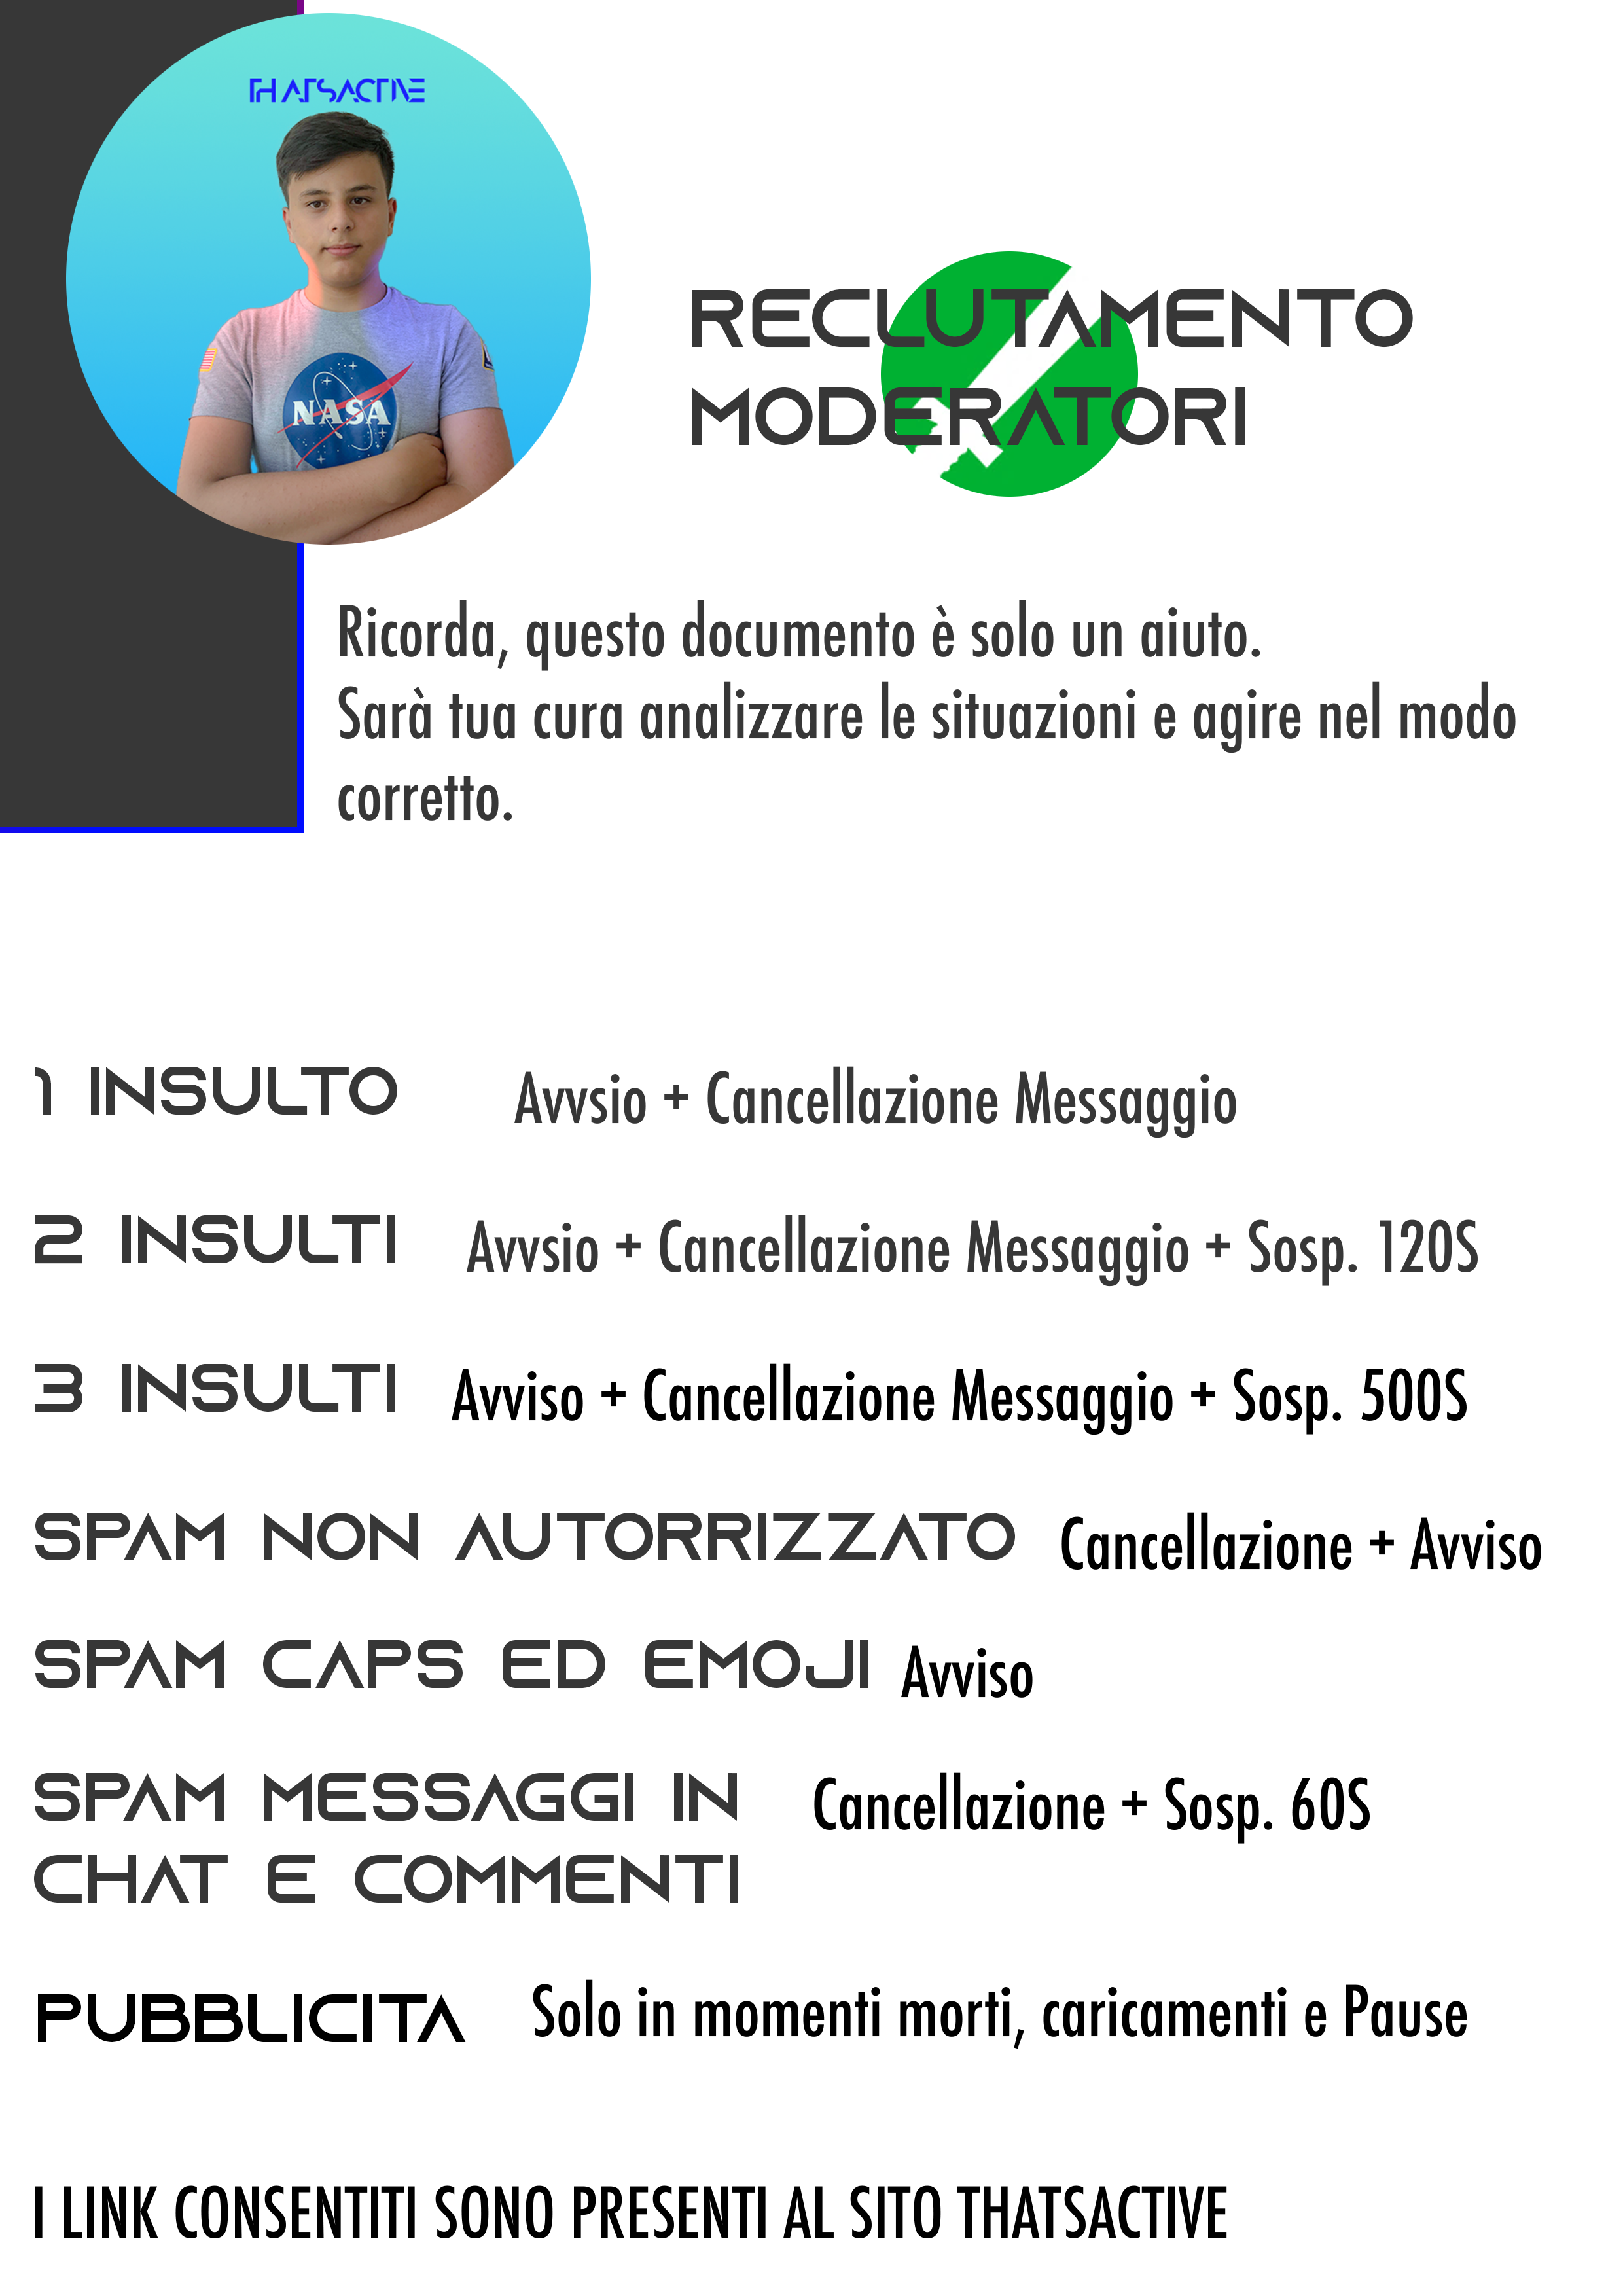 THATSACTIVE
NASA
RECLUTAMENTO
MODERATORI
Ricorda, questo documento è solo un aiuto.
Sarà tua cura analizzare le situazioni e agire nel modo
corretto.
1 INSULTO Avvsio + Cancellazione Messaggio
2 INSULTI Avvsio + Cancellazione Messaggio + Sosp. 120S
3 INSULTI Avviso + Cancellazione Messaggio + Sosp. 500S
SPAM NON AUTORRIZZATO Cancellazione + Avviso
SPAM CAPS ED EMOJI Avviso
SPAM MESSAGGI IN Cancellazione + Sosp. 60S
CHAT E COMMENTI
PUBBLICITA Solo in momenti morti, caricamenti e Pause
I LINK CONSENTITI SONO PRESENTI AL SITO THATSACTIVE